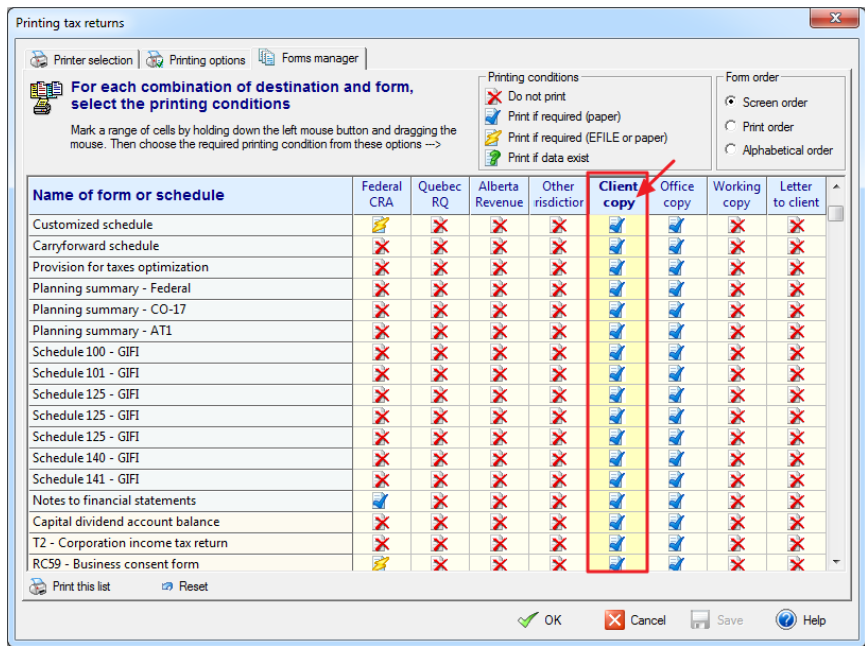 Printing tax returns
Printer selection
Printing options
Forms manager
For each combination of destination and form,
select the printing conditions
Mark a range of cells by holding down the left mouse button and dragging the
mouse. Then choose the required printing condition from these options --->
Printing conditions
Do not print
Print if required (paper)
Print if required (EFILE or paper)
Print if data exist
Form order
Screen order
Print order
Alphabetical order
Name of form or schedule
Federal CRA
Quebec RQ
Alberta Revenue
Other risdiction
Client copy
Office copy
Working copy
Letter to client
Customized schedule
Carryforward schedule
Provision for taxes optimization
Planning summary - Federal
Planning summary - CO-17
Planning summary - AT1
Schedule 100 - GIFI
Schedule 101 - GIFI
Schedule 125 - GIFI
Schedule 125 - GIFI
Schedule 125 - GIFI
Schedule 140 - GIFI
Schedule 141 - GIFI
Notes to financial statements
Capital dividend account balance
T2 - Corporation income tax return
RC59 - Business consent form
Print this list
Reset
OK
Cancel
Save
Help